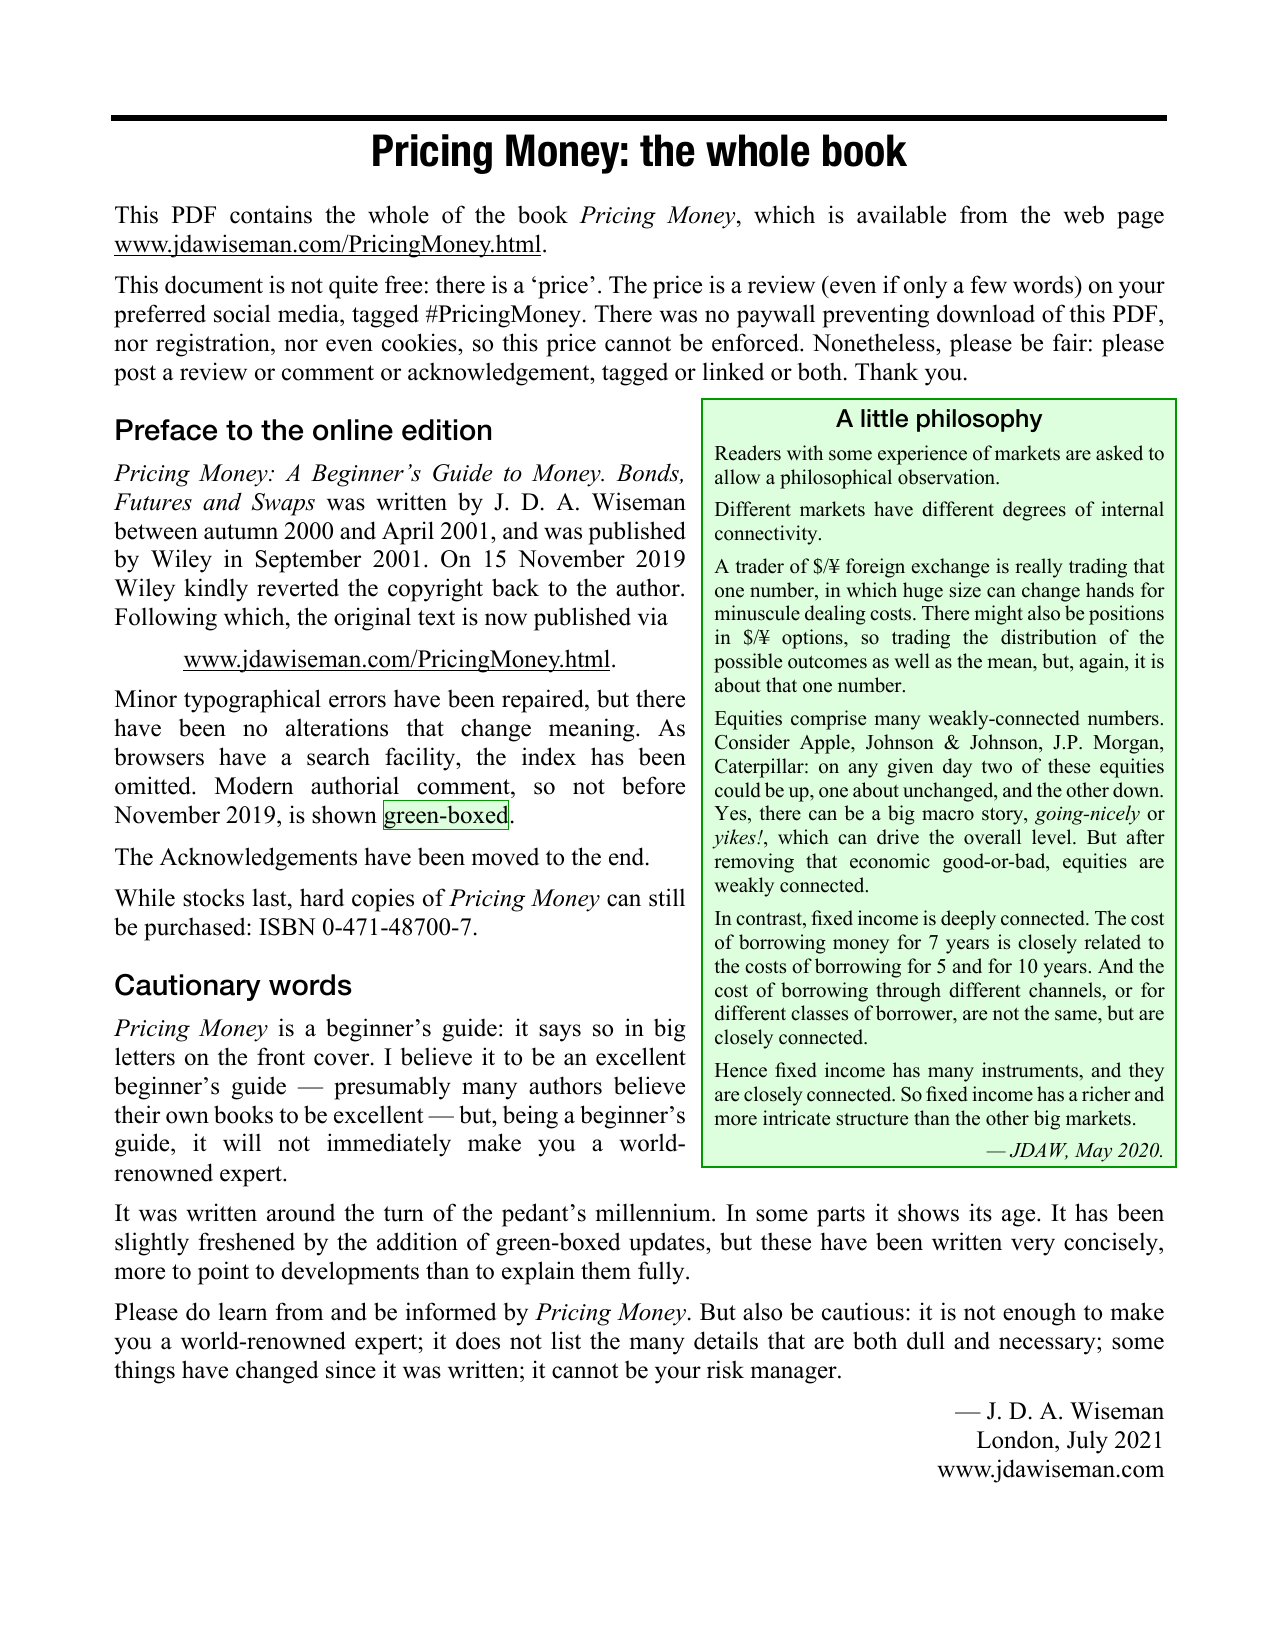 Pricing Money: the whole book
This PDF contains the whole of the book Pricing Money, which is available from the web page
www.jdawiseman.com/PricingMoney.html.
This document is not quite free: there is a ‘price’. The price is a review (even if only a few words) on your
preferred social media, tagged #PricingMoney. There was no paywall preventing download of this PDF,
nor registration, nor even cookies, so this price cannot be enforced. Nonetheless, please be fair: please
post a review or comment or acknowledgement, tagged or linked or both. Thank you.
Preface to the online edition
Pricing Money: A Beginner’s Guide to Money. Bonds,
Futures and Swaps was written by J. D. A. Wiseman
between autumn 2000 and April 2001, and was published
by Wiley in September 2001. On 15 November 2019
Wiley kindly reverted the copyright back to the author.
Following which, the original text is now published via
www.jdawiseman.com/PricingMoney.html.
Minor typographical errors have been repaired, but there
have been no alterations that change meaning. As
browsers have a search facility, the index has been
omitted. Modern authorial comment, so not before
November 2019, is shown green-boxed.
The Acknowledgements have been moved to the end.
While stocks last, hard copies of Pricing Money can still
be purchased: ISBN 0-471-48700-7.
Cautionary words
Pricing Money is a beginner’s guide: it says so in big
letters on the front cover. I believe it to be an excellent
beginner’s guide — presumably many authors believe
their own books to be excellent — but, being a beginner’s
guide, it will not immediately make you a world-
renowned expert.
A little philosophy
Readers with some experience of markets are asked to
allow a philosophical observation.
Different markets have different degrees of internal
connectivity.
A trader of $/¥ foreign exchange is really trading that
one number, in which huge size can change hands for
minuscule dealing costs. There might also be positions
in $/¥ options, so trading the distribution of the
possible outcomes as well as the mean, but, again, it is
about that one number.
Equities comprise many weakly-connected numbers.
Consider Apple, Johnson & Johnson, J.P. Morgan,
Caterpillar: on any given day two of these equities
could be up, one about unchanged, and the other down.
Yes, there can be a big macro story, going-nicely or
yikes!, which can drive the overall level. But after
removing that economic good-or-bad, equities are
weakly connected.
In contrast, fixed income is deeply connected. The cost
of borrowing money for 7 years is closely related to
the costs of borrowing for 5 and for 10 years. And the
cost of borrowing through different channels, or for
different classes of borrower, are not the same, but are
closely connected.
Hence fixed income has many instruments, and they
are closely connected. So fixed income has a richer and
more intricate structure than the other big markets.
— JDAW, May 2020.
It was written around the turn of the pedant’s millennium. In some parts it shows its age. It has been
slightly freshened by the addition of green-boxed updates, but these have been written very concisely,
more to point to developments than to explain them fully.
Please do learn from and be informed by Pricing Money. But also be cautious: it is not enough to make
you a world-renowned expert; it does not list the many details that are both dull and necessary; some
things have changed since it was written; it cannot be your risk manager.
— J. D. A. Wiseman
London, July 2021
www.jdawiseman.com